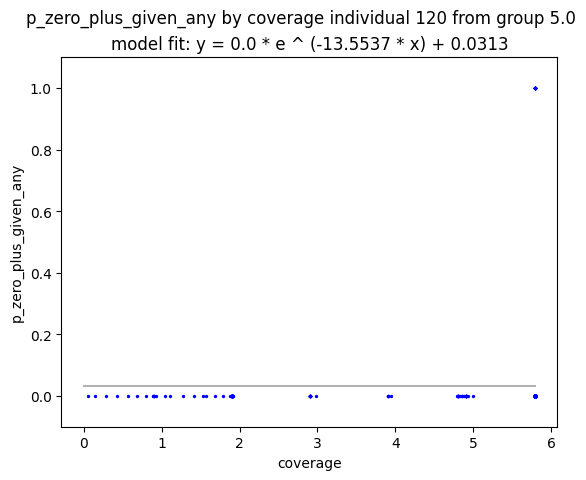 p_zero_plus_given_any by coverage individual 120 from group 5.0
model fit: y = 0.0 * e ^ (-13.5537 * x) + 0.0313
1.0
0.8
0.6
0.4
0.2
0.0
p_zero_plus_given_any
0 1 2 3 4 5 6
coverage